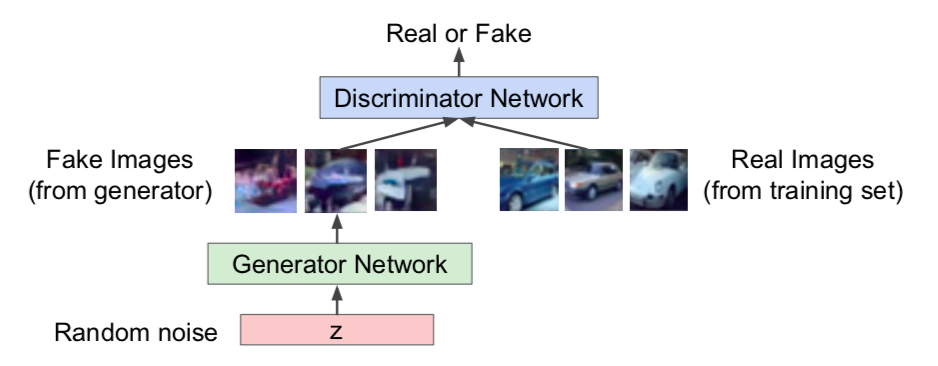 Real or Fake
Discriminator Network
Fake Images
(from generator)
Real Images
(from training set)
Generator Network
Random noise
z